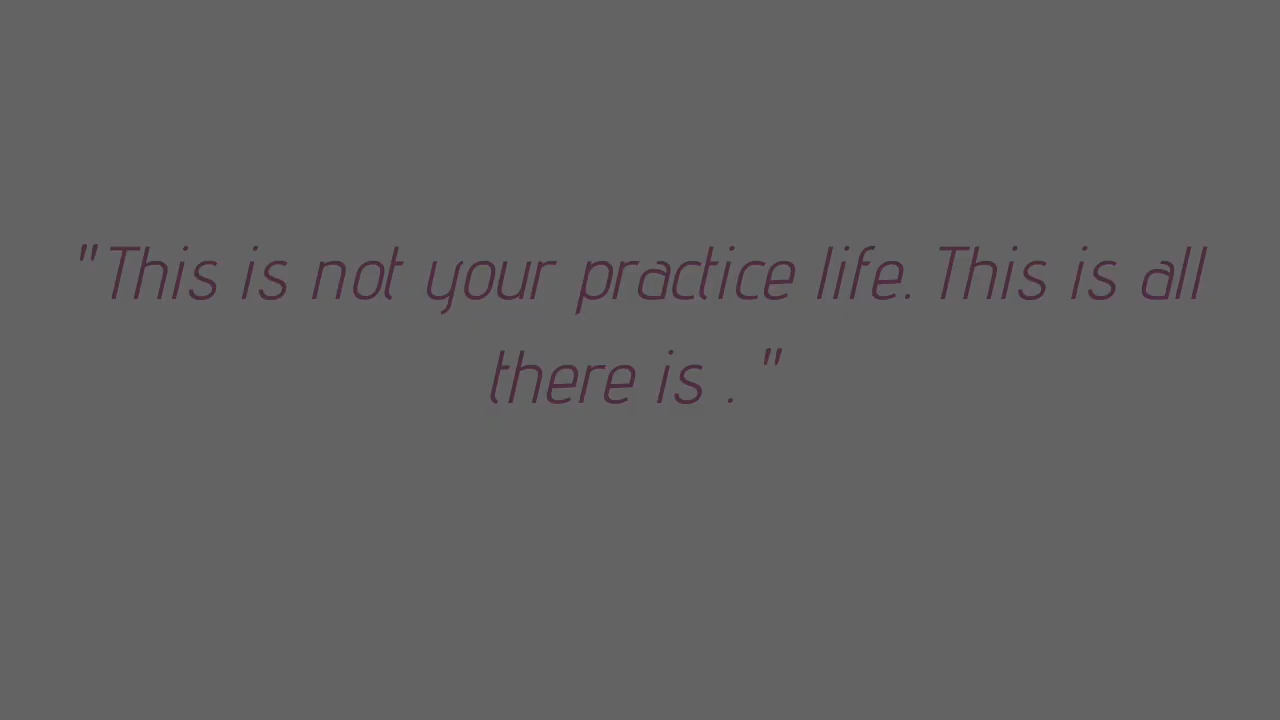 "This is not your practice life. This is all
there is . "